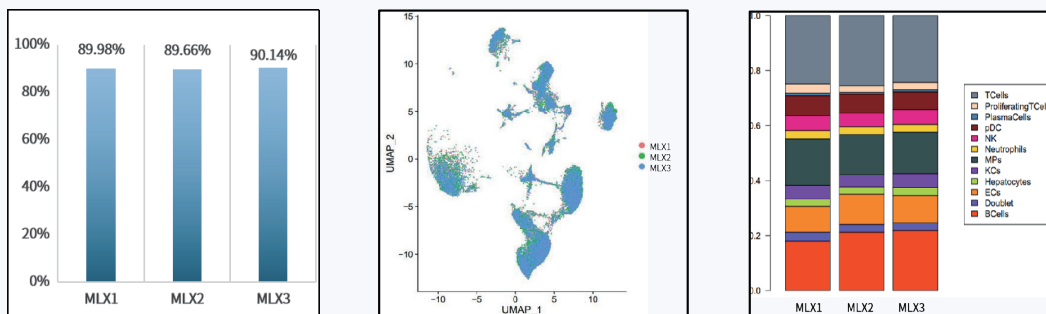 100%
80%
60%
40%
20%
0%
89.98%
89.66%
90.14%
MLX1
MLX2
MLX3
UMAP_2
15
10
5
0
−5
−10
−10
−5
0
5
10
UMAP_1
MLX1
MLX2
MLX3
1.0
0.8
0.6
0.4
0.2
0.0
MLX1
MLX2
MLX3
TCells
ProliferatingTCel
PlasmaCells
pDC
NK
Neutrophils
MPs
KCs
Hepatocytes
ECs
Doublet
BCells